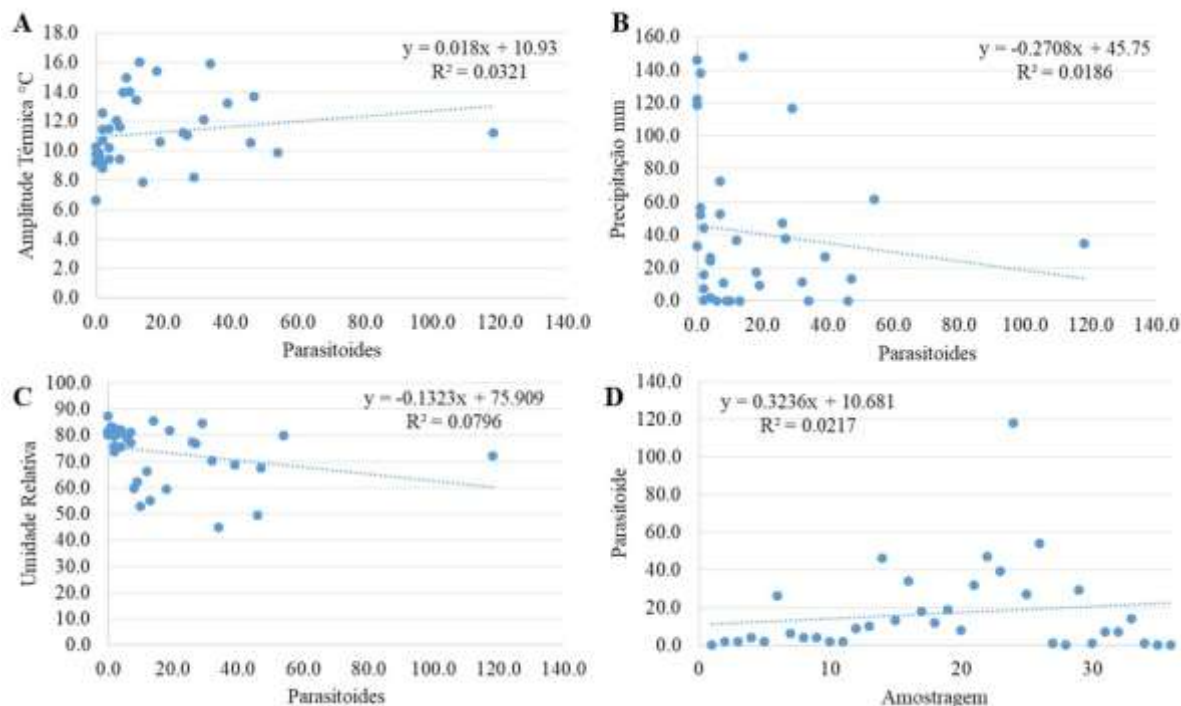 A
y = 0.018x + 10.93
R² = 0.0321
Amplitude Térmica °C
18.0
16.0
14.0
12.0
10.0
8.0
6.0
4.0
2.0
0.0
0.0 20.0 40.0 60.0 80.0 100.0 120.0 140.0
Parasitoides
B
y = -0.2708x + 45.75
R² = 0.0186
Precipitação mm
160.0
140.0
120.0
100.0
80.0
60.0
40.0
20.0
0.0
0.0 20.0 40.0 60.0 80.0 100.0 120.0 140.0
Parasitoides
C
y = -0.1323x + 75.909
R² = 0.0796
Umidade Relativa
100.0
90.0
80.0
70.0
60.0
50.0
40.0
30.0
20.0
10.0
0.0
0.0 20.0 40.0 60.0 80.0 100.0 120.0 140.0
Parasitoides
D
y = 0.3236x + 10.681
R² = 0.0217
Parasitoide
140.0
120.0
100.0
80.0
60.0
40.0
20.0
0.0
0 10 20 30
Amostragem